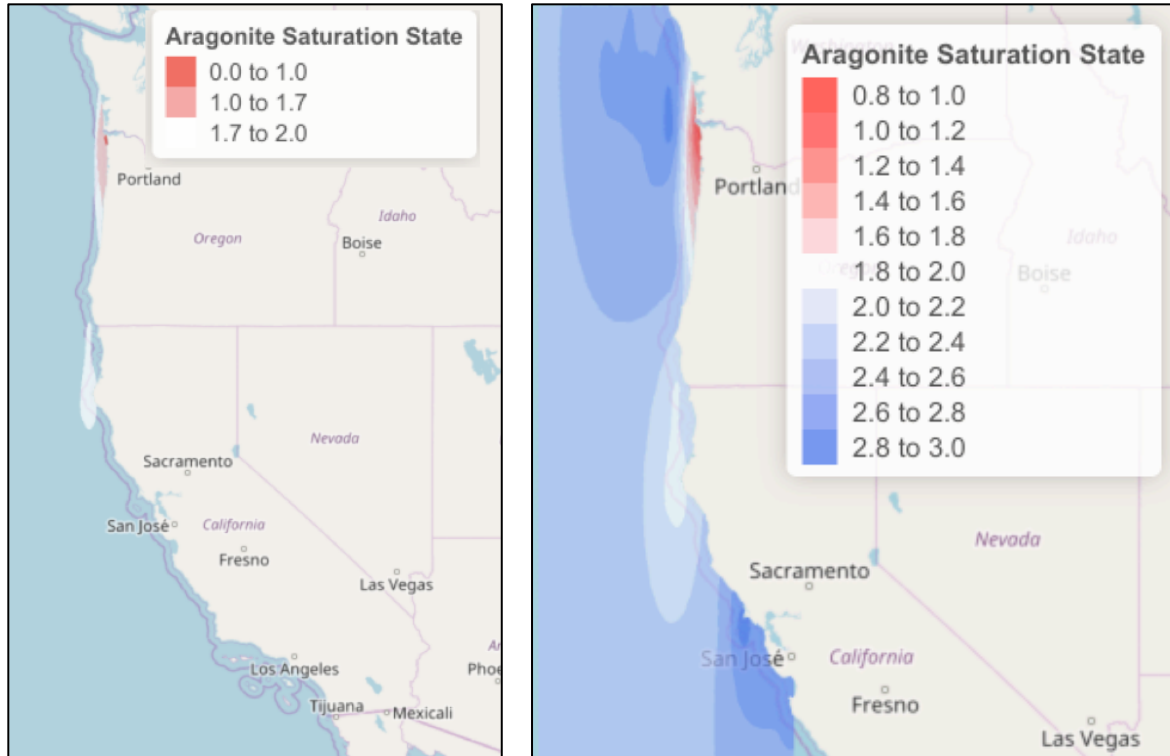 Aragonite Saturation State
0.0 to 1.0
1.0 to 1.7
1.7 to 2.0
Portland
Idaho
Oregon
Boise
Nevada
Sacramento
San José
California
Fresno
Las Vegas
Los Angeles
Tijuana
Mexicali
Washington
Aragonite Saturation State
0.8 to 1.0
1.0 to 1.2
1.2 to 1.4
1.4 to 1.6
1.6 to 1.8
1.8 to 2.0
2.0 to 2.2
2.2 to 2.4
2.4 to 2.6
2.6 to 2.8
2.8 to 3.0
Portland
Idaho
Oregon
Boise
Nevada
Sacramento
San José
California
Fresno
Las Vegas